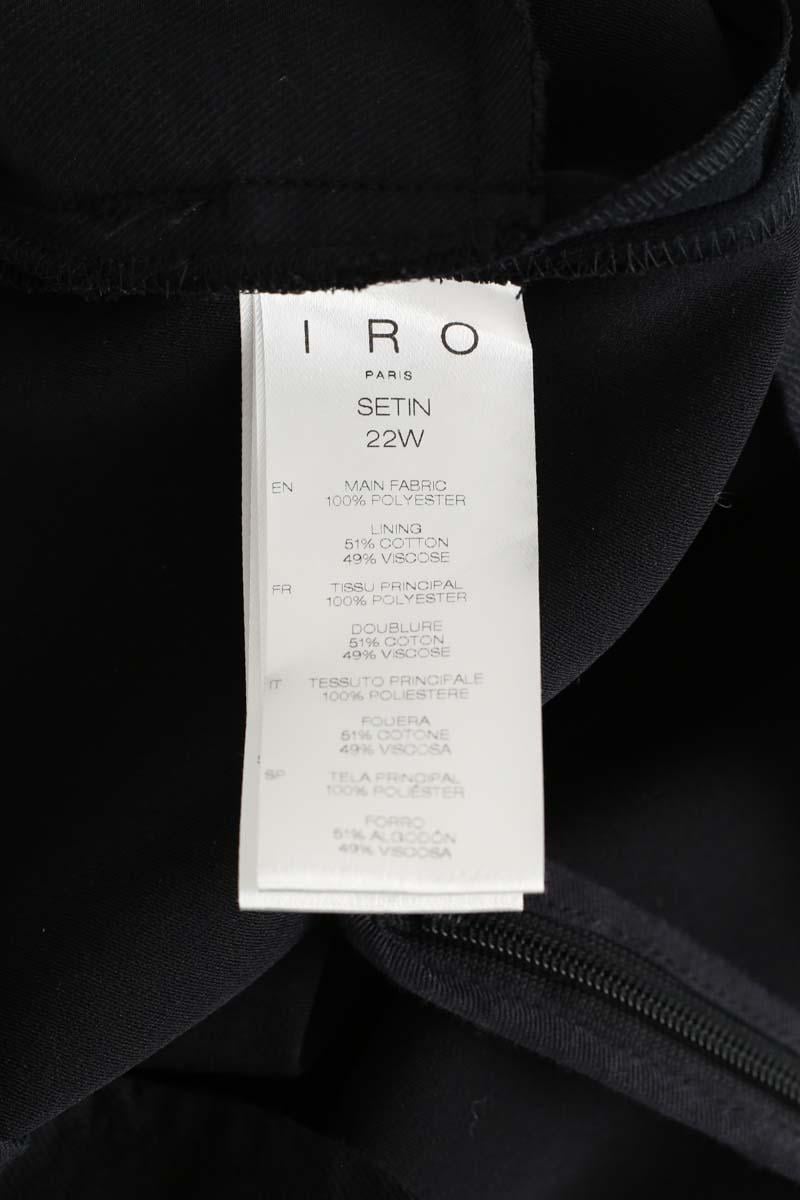 IRO
PARIS
SETIN
22W
EN MAIN FABRIC
100% POLYESTER
LINING
51% COTTON
49% VISCOSE
FR TISSU PRINCIPAL
100% POLYESTER
DOUBLURE
51% COTON
49% VISCOSE
IT TESSUTO PRINCIPALE
100% POLIESTERE
FOUERA
51% COTONE
49% VISCOSA
SP TELA PRINCIPAL
100% POLIÉSTER
FORRO
51% ALGODÓN
49% VISCOSA